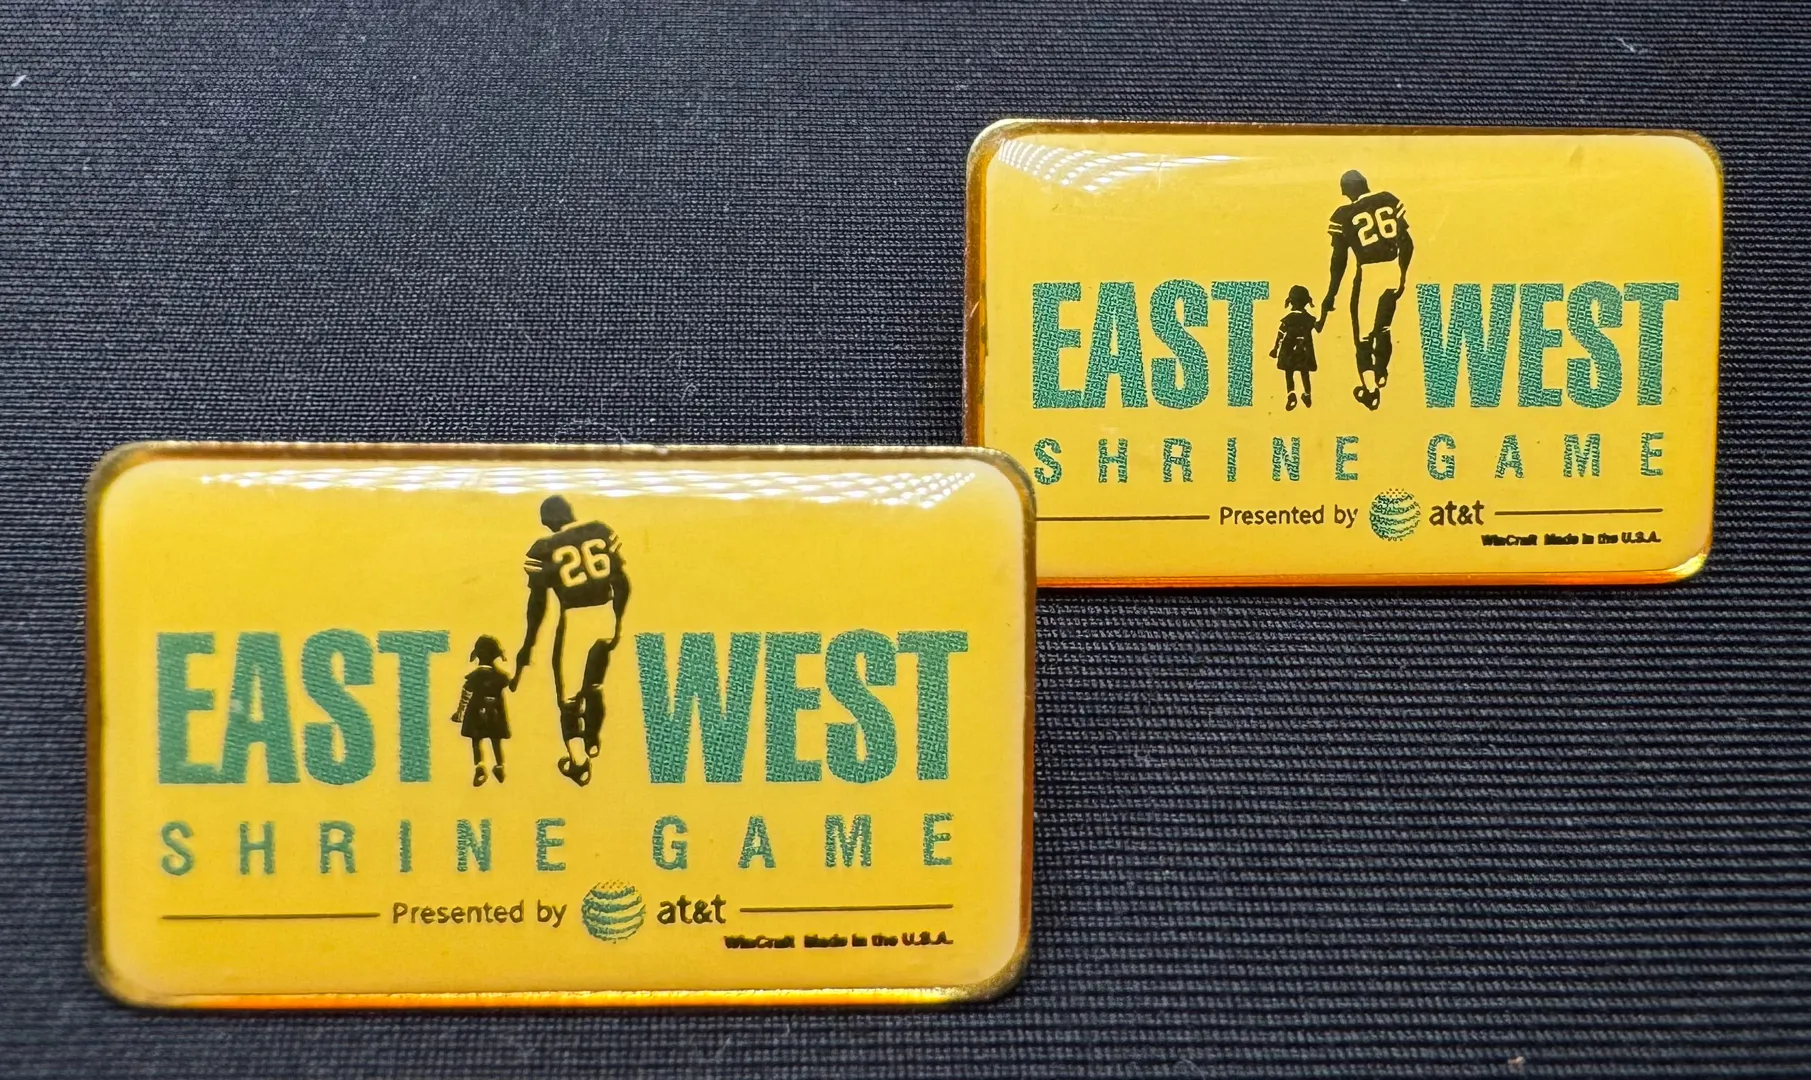 26
EAST WEST
SHRINE GAME
Presented by at&t
WinCraft Made in the U.S.A.
26
EAST WEST
SHRINE GAME
Presented by at&t
WinCraft Made in the U.S.A.